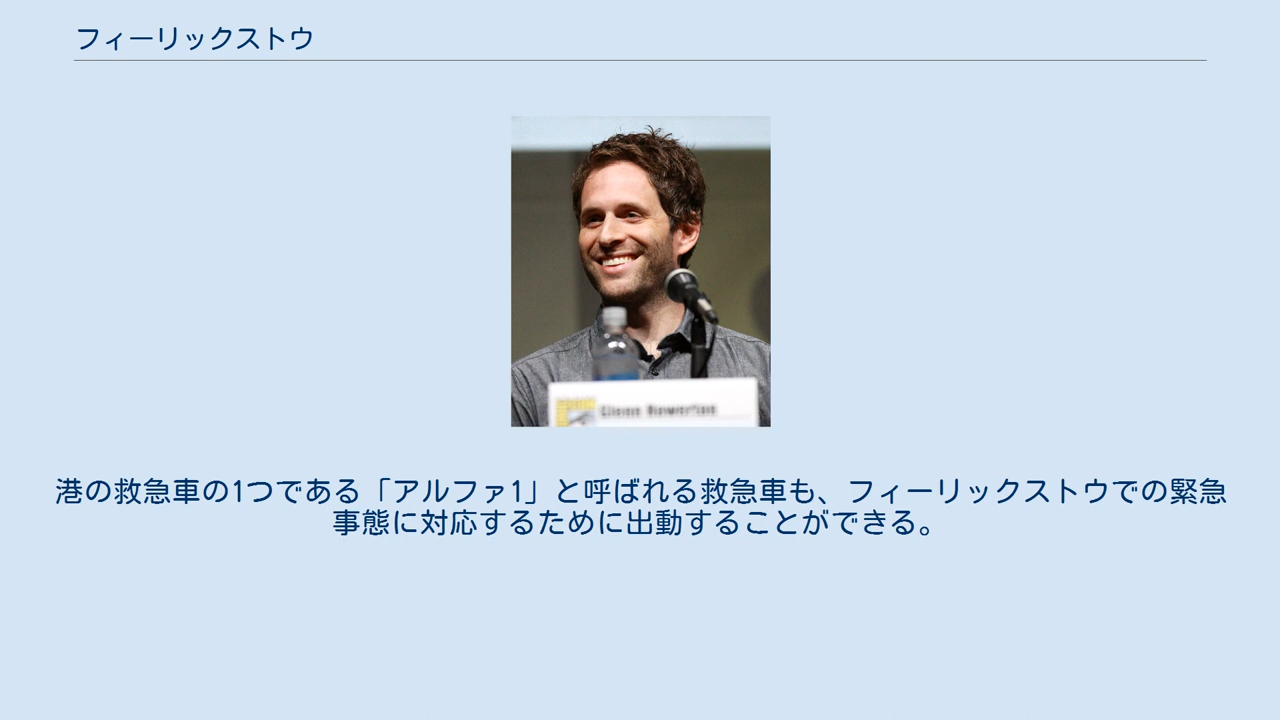 フィーリックストウ
Glenn Howerton
港の救急車の1つである「アルファ1」と呼ばれる救急車も、フィーリックストウでの緊急
事態に対応するために出動することができる。